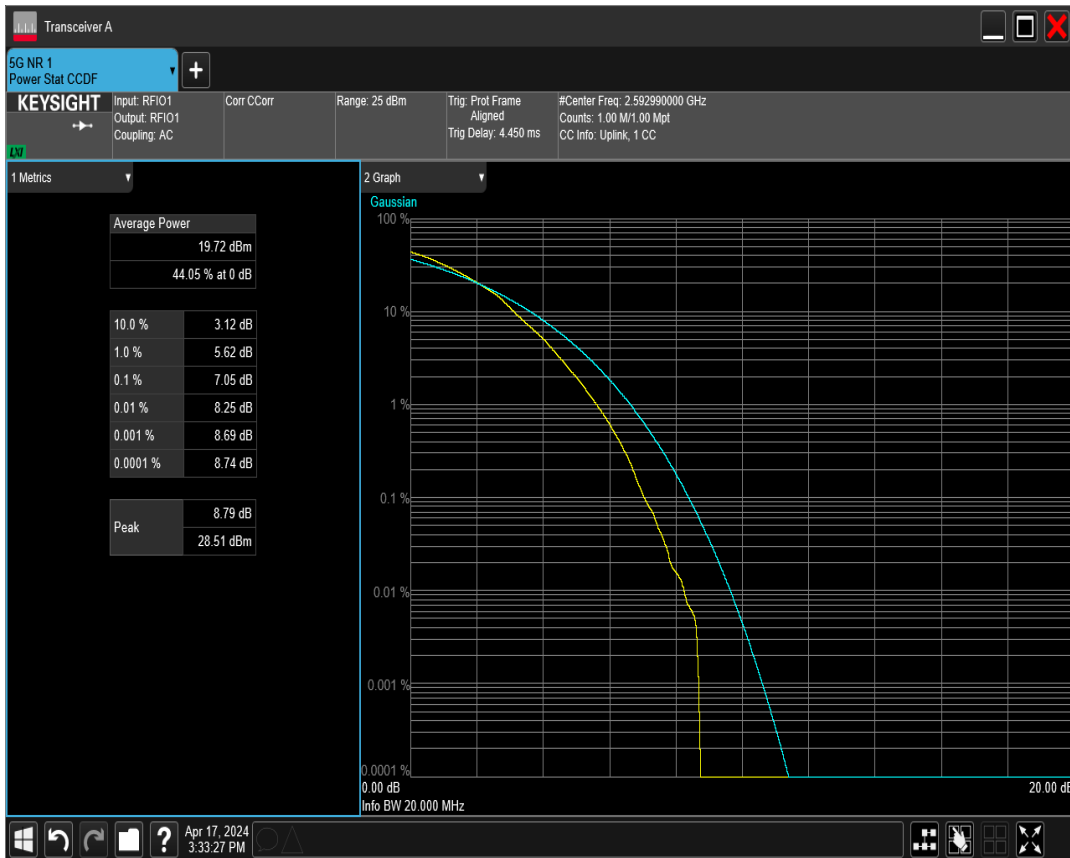 Transceiver A
5G NR 1
Power Stat CCDF
+
KEYSIGHT
LXI
Input: RFIO1
Output: RFIO1
Coupling: AC
Corr CCorr
Range: 25 dBm
Trig: Prot Frame
Aligned
Trig Delay: 4.450 ms
#Center Freq: 2.592990000 GHz
Counts: 1.00 M/1.00 Mpt
CC Info: Uplink, 1 CC
1 Metrics
Average Power
19.72 dBm
44.05 % at 0 dB
10.0 % 3.12 dB
1.0 % 5.62 dB
0.1 % 7.05 dB
0.01 % 8.25 dB
0.001 % 8.69 dB
0.0001 % 8.74 dB
Peak 8.79 dB
28.51 dBm
2 Graph
Gaussian
100 %
10 %
1 %
0.1 %
0.01 %
0.001 %
0.0001 %
0.00 dB 20.00 dB
Info BW 20.000 MHz
? Apr 17, 2024
3:33:27 PM